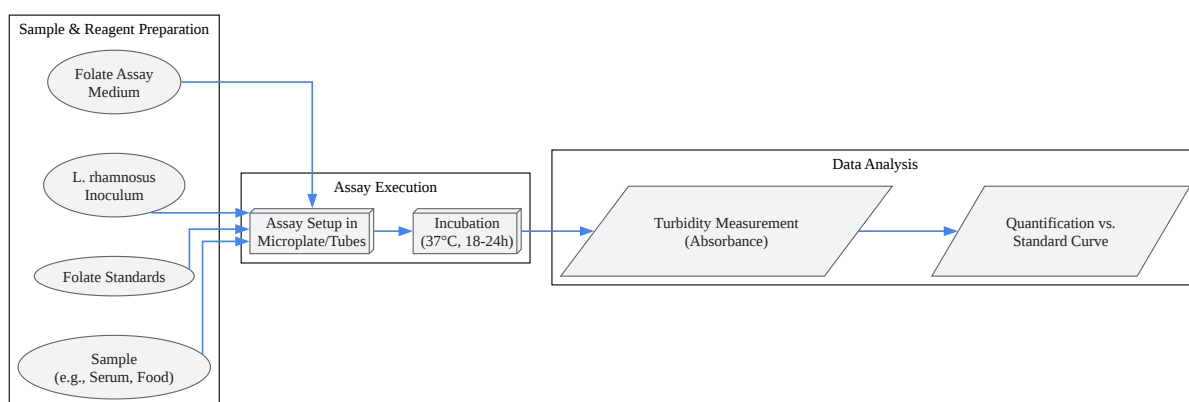 Sample & Reagent Preparation
Folate Assay
Medium
L. rhamnosus
Inoculum
Folate Standards
Sample
(e.g., Serum, Food)
Assay Execution
Assay Setup in
Microplate/Tubes
Incubation
(37°C, 18-24h)
Data Analysis
Turbidity Measurement
(Absorbance)
Quantification vs.
Standard Curve